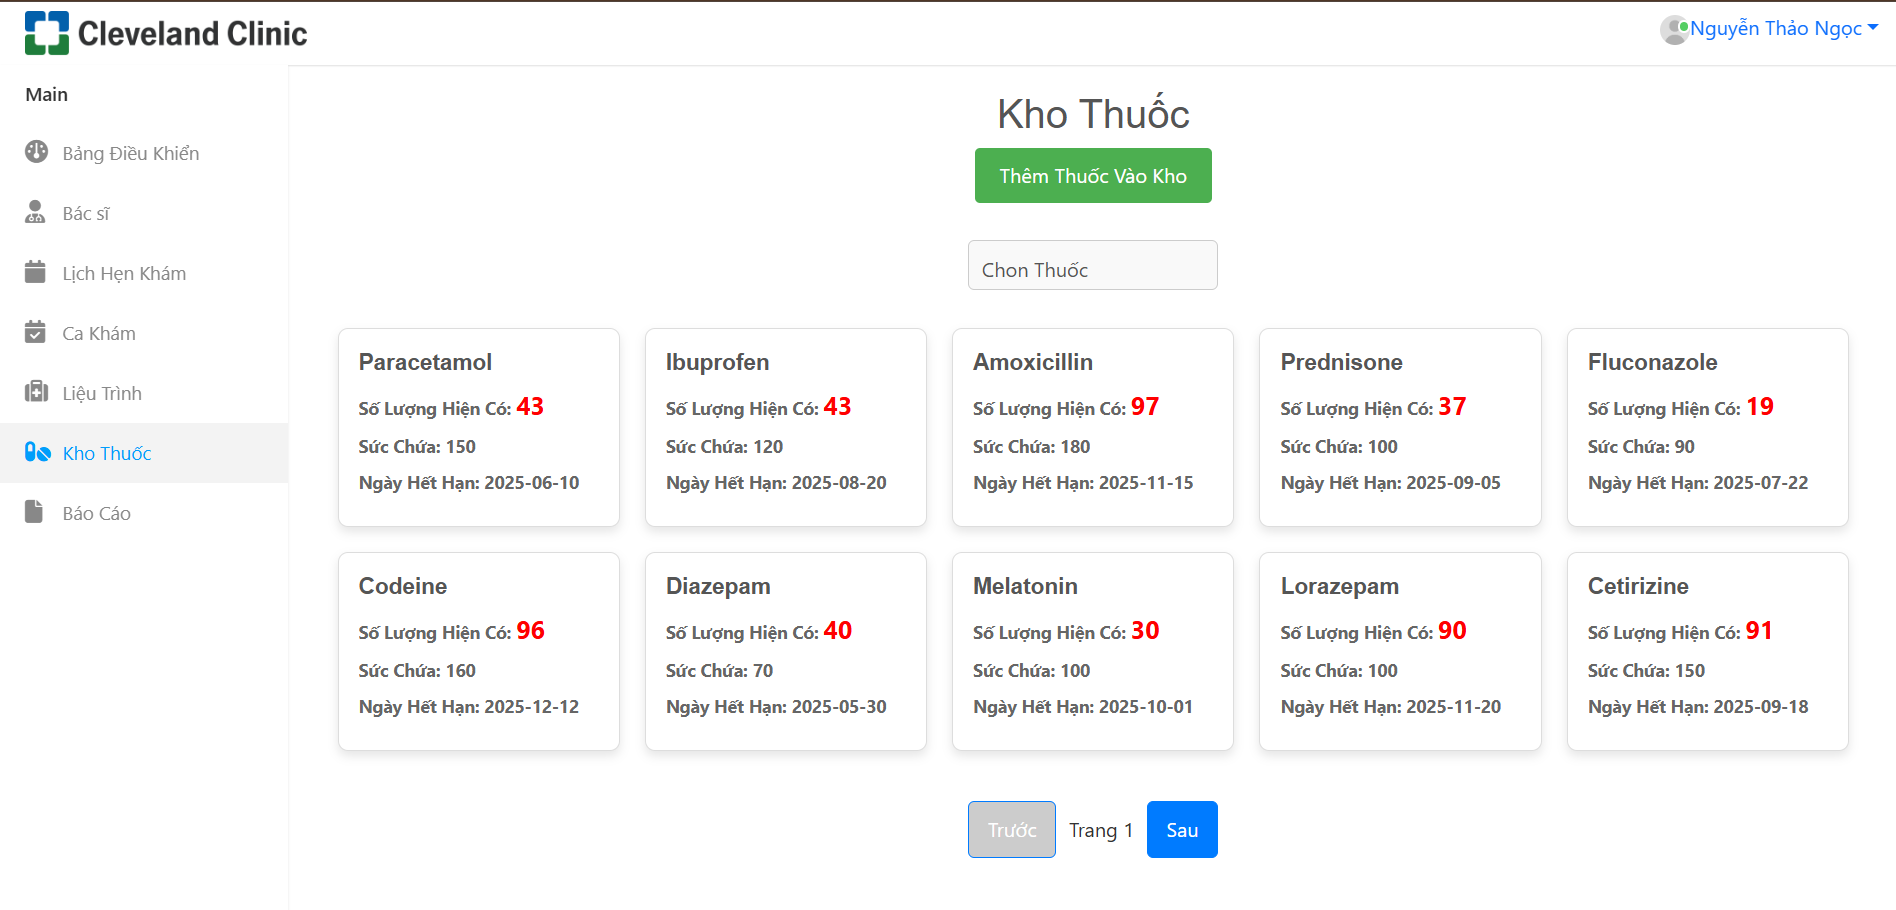 Cleveland Clinic
Nguyễn Thảo Ngọc
Main
Bảng Điều Khiển
Bác sĩ
Lịch Hẹn Khám
Ca Khám
Liệu Trình
Kho Thuốc
Báo Cáo
Kho Thuốc
Thêm Thuốc Vào Kho
Chon Thuốc
Paracetamol
Số Lượng Hiện Có: 43
Sức Chứa: 150
Ngày Hết Hạn: 2025-06-10
Ibuprofen
Số Lượng Hiện Có: 43
Sức Chứa: 120
Ngày Hết Hạn: 2025-08-20
Amoxicillin
Số Lượng Hiện Có: 97
Sức Chứa: 180
Ngày Hết Hạn: 2025-11-15
Prednisone
Số Lượng Hiện Có: 37
Sức Chứa: 100
Ngày Hết Hạn: 2025-09-05
Fluconazole
Số Lượng Hiện Có: 19
Sức Chứa: 90
Ngày Hết Hạn: 2025-07-22
Codeine
Số Lượng Hiện Có: 96
Sức Chứa: 160
Ngày Hết Hạn: 2025-12-12
Diazepam
Số Lượng Hiện Có: 40
Sức Chứa: 70
Ngày Hết Hạn: 2025-05-30
Melatonin
Số Lượng Hiện Có: 30
Sức Chứa: 100
Ngày Hết Hạn: 2025-10-01
Lorazepam
Số Lượng Hiện Có: 90
Sức Chứa: 100
Ngày Hết Hạn: 2025-11-20
Cetirizine
Số Lượng Hiện Có: 91
Sức Chứa: 150
Ngày Hết Hạn: 2025-09-18
Trước
Trang 1
Sau